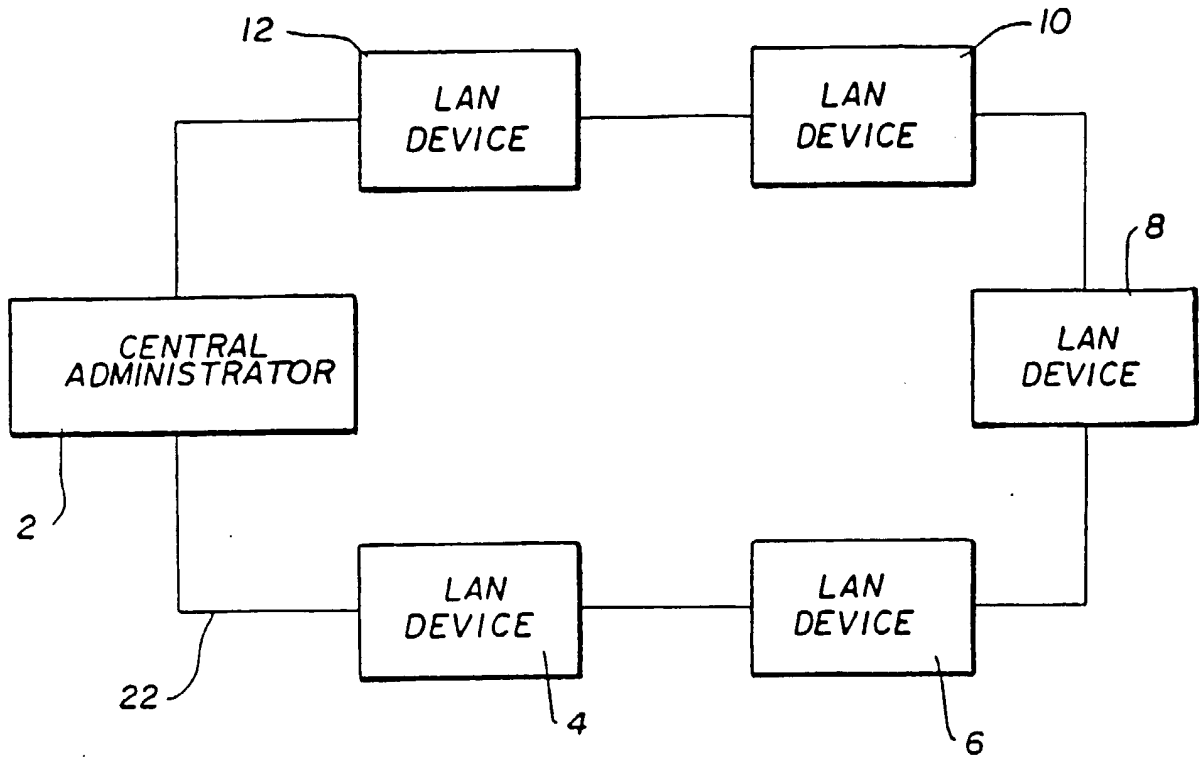 12
10
LAN
DEVICE
LAN
DEVICE
8
CENTRAL
ADMINISTRATOR
LAN
DEVICE
2
LAN
DEVICE
LAN
DEVICE
22
4
6